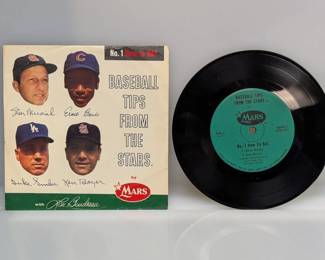 No. 1 How To Hit
BASEBALL
TIPS
FROM
THE
STARS
Stan Musial
Ernie Banks
Duke Snider
Ken Boyer
by
MARS
with
Lou Boudreau
BASEBALL TIPS
FROM THE STARS
MARS
No. 1 How To Hit